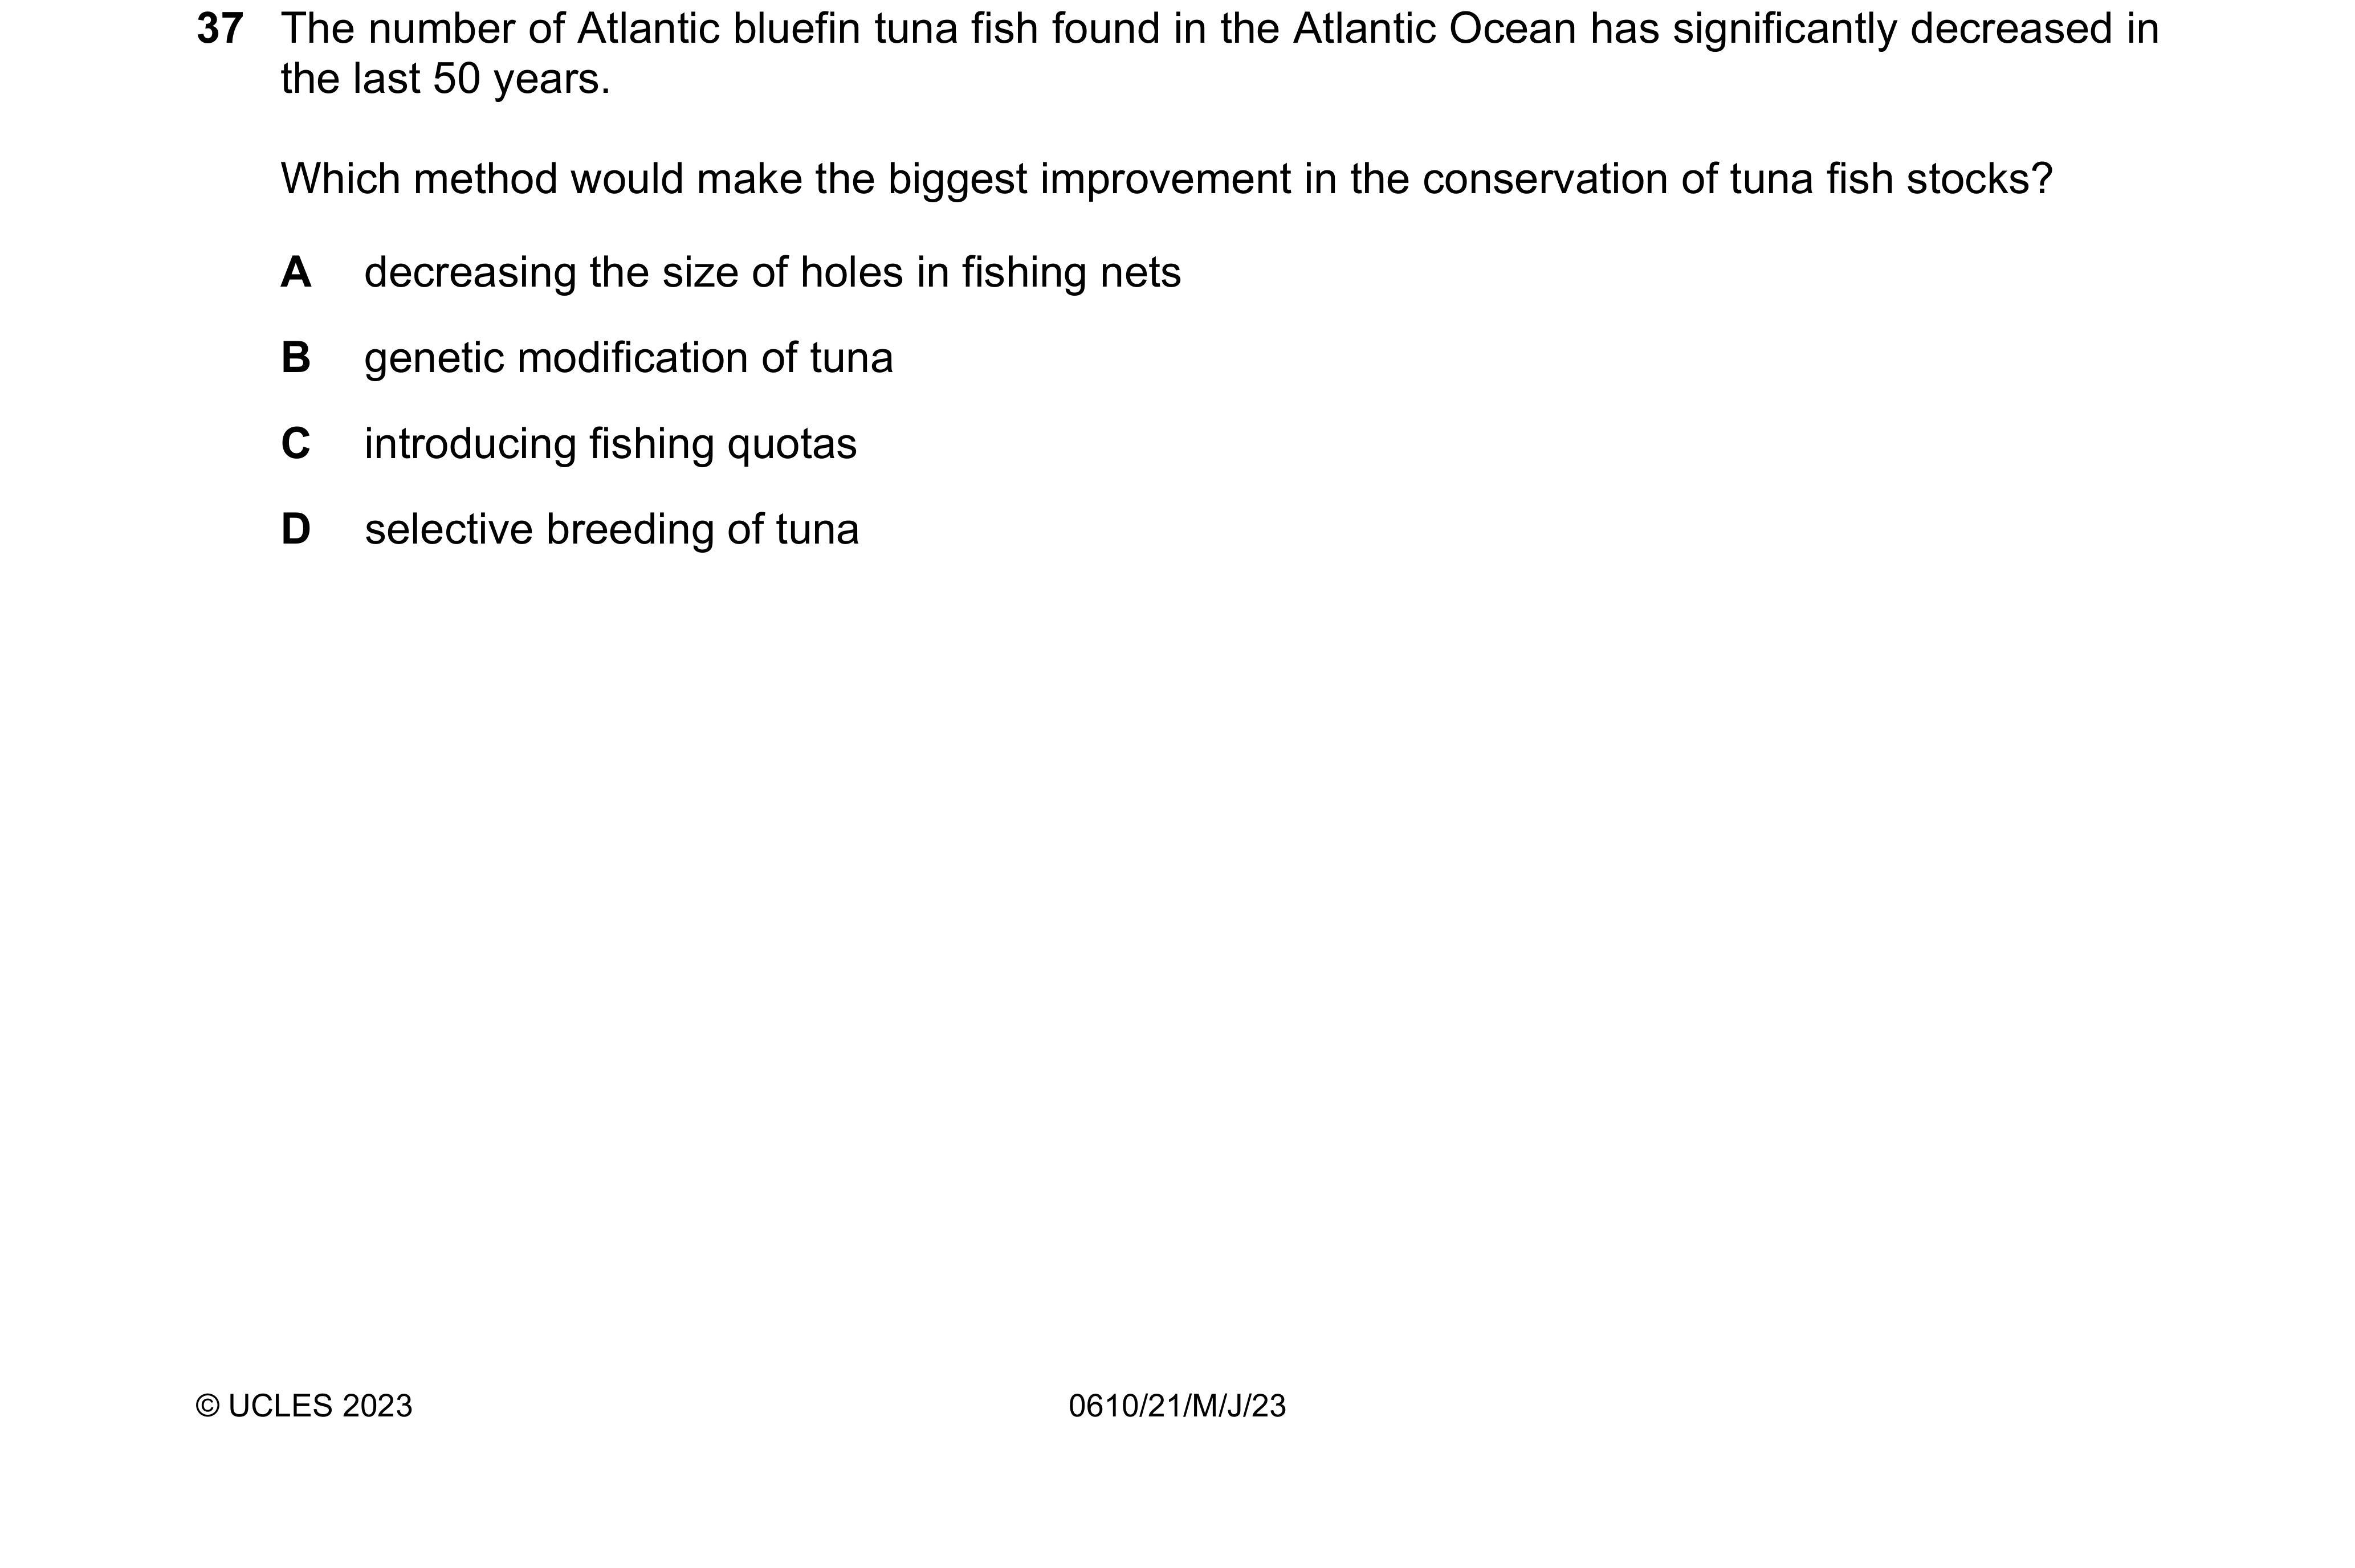 37 The number of Atlantic bluefin tuna fish found in the Atlantic Ocean has significantly decreased in
the last 50 years.
Which method would make the biggest improvement in the conservation of tuna fish stocks?
A decreasing the size of holes in fishing nets
B genetic modification of tuna
C introducing fishing quotas
D selective breeding of tuna
© UCLES 2023 0610/21/M/J/23